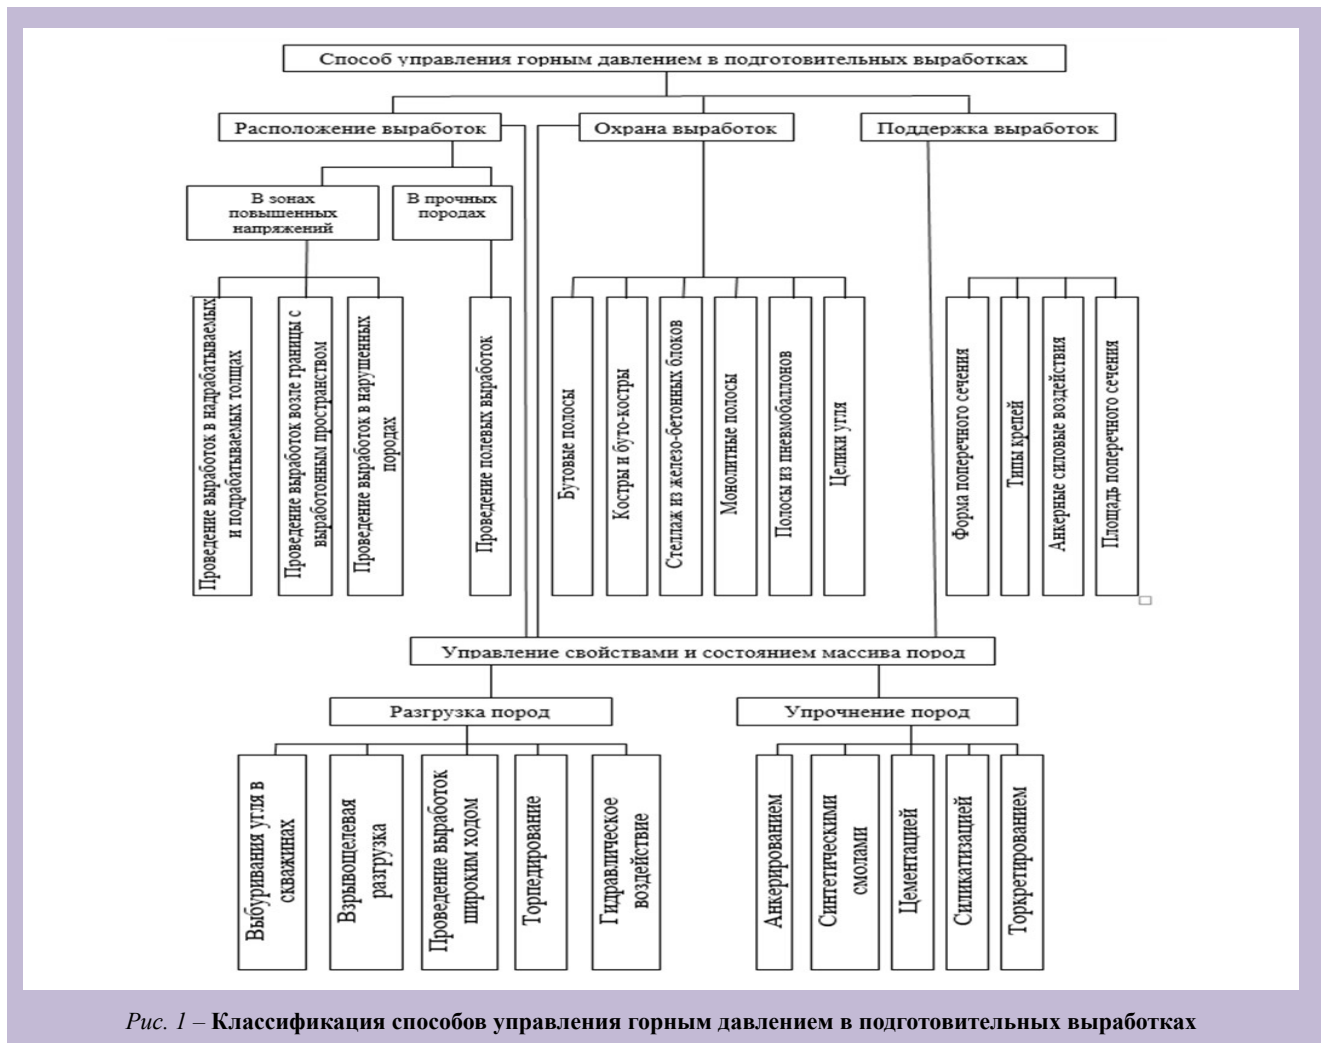 Способ управления горным давлением в подготовительных выработках
Расположение выработок
Охрана выработок
Поддержка выработок
В зонах
повышенных
напряжений
В прочных
породах
Проведение выработок в надрабатываемых
и подрабатываемых толщах
Проведение выработок возле границы с
выработонным пространством
Проведение выработок в нарушенных
породах
Проведение полевых выработок
Бутовые полосы
Костры и буто-костры
Стеллаж из железо-бетонных блоков
Монолитные полосы
Полосы из пневмобаллонов
Целики угля
Форма поперечного сечения
Типы крепей
Анкерные силовые воздействия
Площадь поперечного сечения
Управление свойствами и состоянием массива пород
Разгрузка пород
Упрочнение пород
Выбуривания угля в
скважинах
Взрывощелевая
разгрузка
Проведение выработок
широким ходом
Торпедирование
Гидравлическое
воздействие
Анкерированием
Синтетическими
смолами
Цементацией
Силикатизацией
Торкретированием
Рис. 1 – Классификация способов управления горным давлением в подготовительных выработках